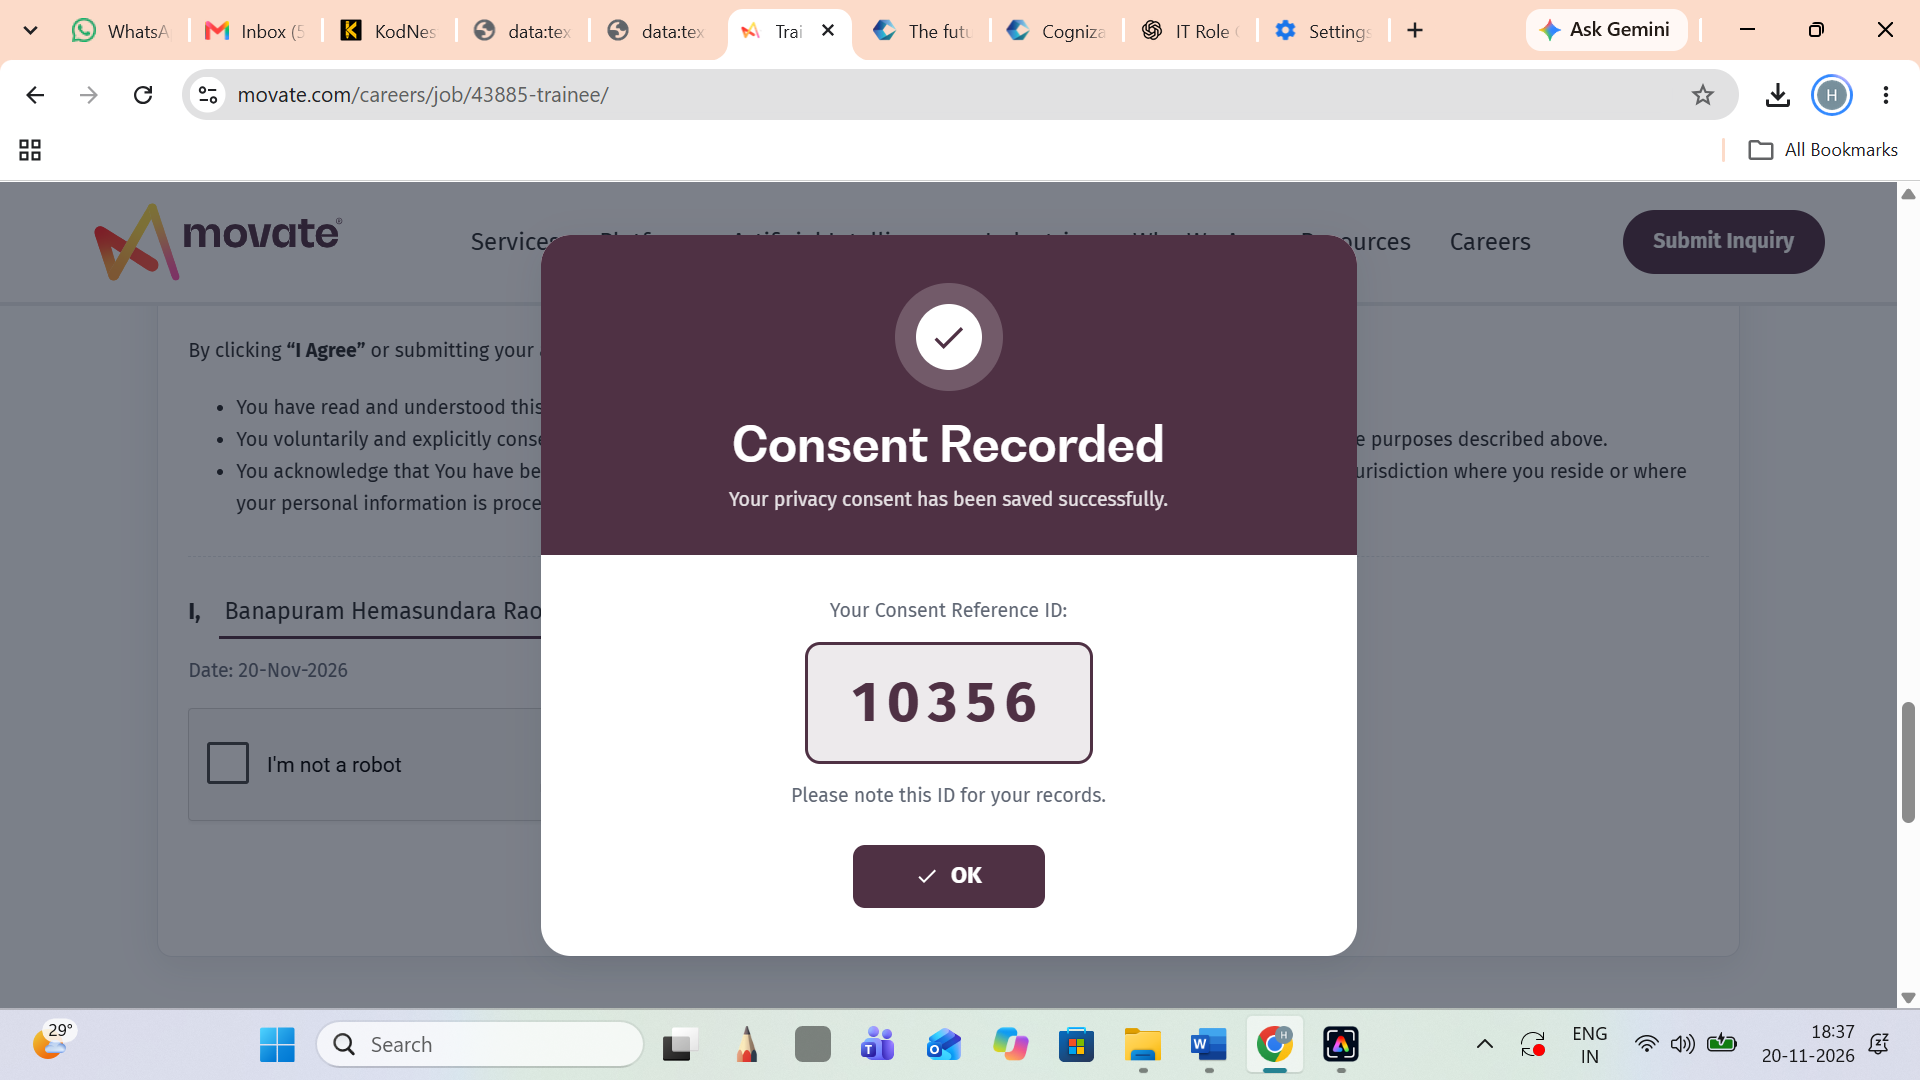 WhatsA
Inbox (5
KodNes
data:tex
data:tex
Trai
The futu
Cogniza
IT Role
Settings
Ask Gemini
movate.com/careers/job/43885-trainee/
H
All Bookmarks
movate®
Services
Resources
Careers
Submit Inquiry
By clicking “I Agree” or submitting your
• You have read and understood this
• You voluntarily and explicitly conse
e purposes described above.
• You acknowledge that You have be
urisdiction where you reside or where
your personal information is proce
Consent Recorded
Your privacy consent has been saved successfully.
Your Consent Reference ID:
10356
Please note this ID for your records.
OK
I, Banapuram Hemasundara Rao
Date: 20-Nov-2026
I'm not a robot
29°
Search
ENG
IN
18:37
20-11-2026